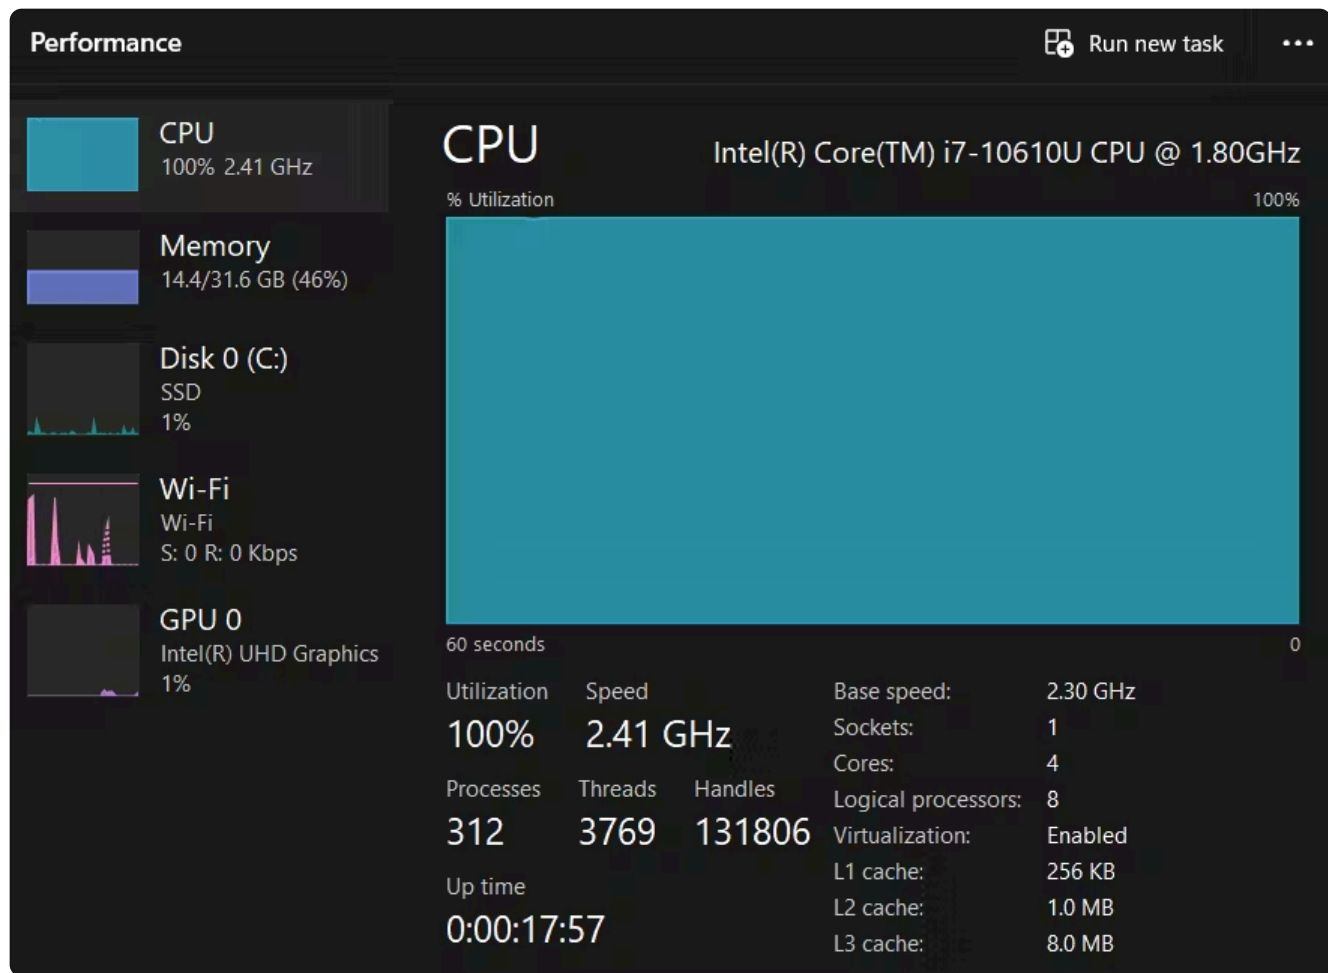 Performance
Run new task
CPU
100% 2.41 GHz
Memory
14.4/31.6 GB (46%)
Disk 0 (C:)
SSD
1%
Wi-Fi
Wi-Fi
S: 0 R: 0 Kbps
GPU 0
Intel(R) UHD Graphics
1%
CPU
Intel(R) Core(TM) i7-10610U CPU @ 1.80GHz
% Utilization 100%
60 seconds 0
Utilization Speed
100% 2.41 GHz
Processes Threads Handles
312 3769 131806
Up time
0:00:17:57
Base speed: 2.30 GHz
Sockets: 1
Cores: 4
Logical processors: 8
Virtualization: Enabled
L1 cache: 256 KB
L2 cache: 1.0 MB
L3 cache: 8.0 MB